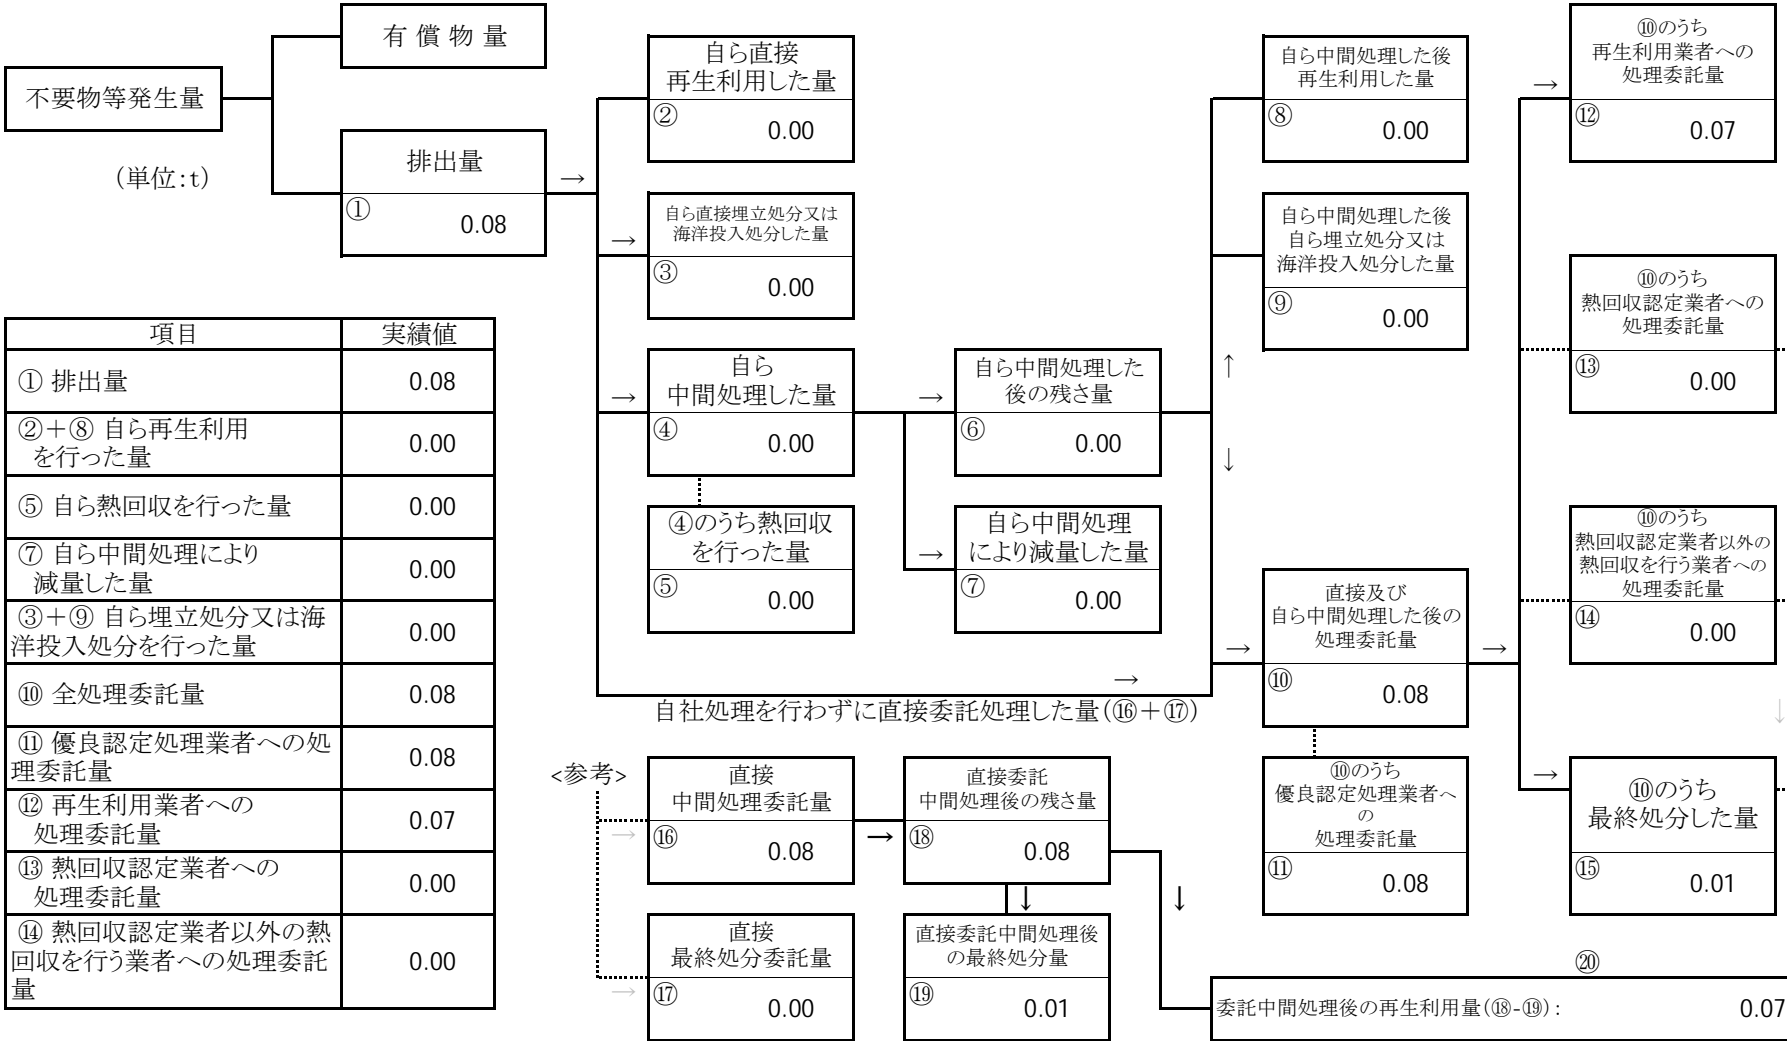 有 償 物 量
不要物等発生量
(単位:t)
排出量
①
0.08
→
自ら直接
再生利用した量
②
0.00
→
自ら直接埋立処分又は
海洋投入処分した量
③
0.00
→
自ら
中間処理した量
④
0.00
④のうち熱回収
を行った量
⑤
0.00
→
自ら中間処理した
後の残さ量
⑥
0.00
→
自ら中間処理
により減量した量
⑦
0.00
自ら中間処理した後
再生利用した量
⑧
0.00
自ら中間処理した後
自ら埋立処分又は
海洋投入処分した量
⑨
0.00
↑
↓
→
直接及び
自ら中間処理した後の
処理委託量
⑩
0.08
→
⑩のうち
優良認定処理業者へ
の
処理委託量
⑪
0.08
→
⑩のうち
再生利用業者への
処理委託量
⑫
0.07
⑩のうち
熱回収認定業者への
処理委託量
⑬
0.00
⑩のうち
熱回収認定業者以外の
熱回収を行う業者への
処理委託量
⑭
0.00
↓
→
⑩のうち
最終処分した量
⑮
0.01
→
自社処理を行わずに直接委託処理した量(⑯+⑰)
<参考>
→
直接
中間処理委託量
⑯
0.08
→
直接委託
中間処理後の残さ量
⑱
0.08
↓
↓
→
直接
最終処分委託量
⑰
0.00
直接委託中間処理後
の最終処分量
⑲
0.01
⑳
委託中間処理後の再生利用量(⑱-⑲): 0.07
項目 実績値
① 排出量 0.08
②+⑧ 自ら再生利用
を行った量 0.00
⑤ 自ら熱回収を行った量 0.00
⑦ 自ら中間処理により
減量した量 0.00
③+⑨ 自ら埋立処分又は海
洋投入処分を行った量 0.00
⑩ 全処理委託量 0.08
⑪ 優良認定処理業者への処
理委託量 0.08
⑫ 再生利用業者への
処理委託量 0.07
⑬ 熱回収認定業者への
処理委託量 0.00
⑭ 熱回収認定業者以外の熱
回収を行う業者への処理委託
量 0.00